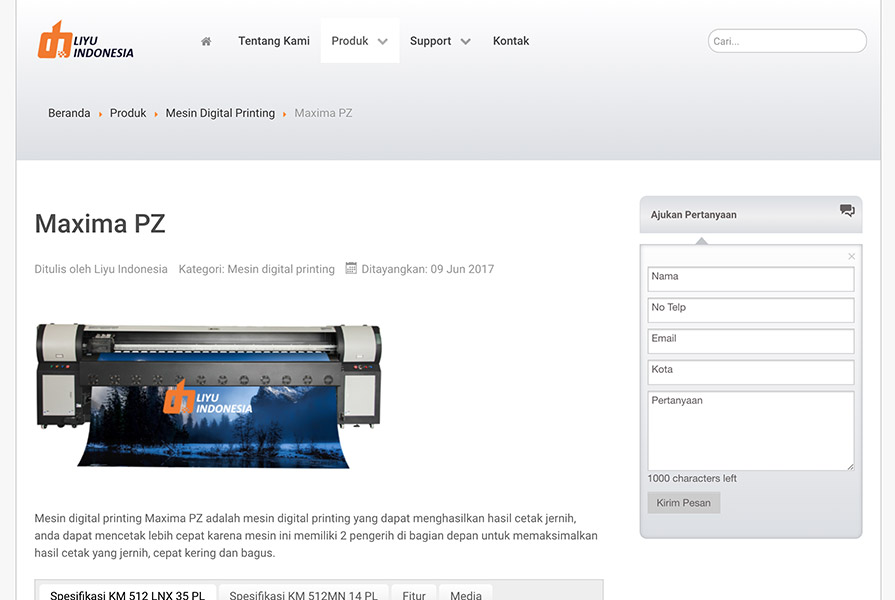 LIYU
INDONESIA
Tentang Kami
Produk
Support
Kontak
Cari...
Beranda
Produk
Mesin Digital Printing
Maxima PZ
Maxima PZ
Ditulis oleh Liyu Indonesia Kategori: Mesin digital printing Ditayangkan: 09 Jun 2017
LIYU
INDONESIA
Mesin digital printing Maxima PZ adalah mesin digital printing yang dapat menghasilkan hasil cetak jernih,
anda dapat mencetak lebih cepat karena mesin ini memiliki 2 pengerih di bagian depan untuk memaksimalkan
hasil cetak yang jernih, cepat kering dan bagus.
Spesifikasi KM 512 LNX 35 PL
Spesifikasi KM 512MN 14 PL
Fitur
Media
Ajukan Pertanyaan
Nama
No Telp
Email
Kota
Pertanyaan
1000 characters left
Kirim Pesan